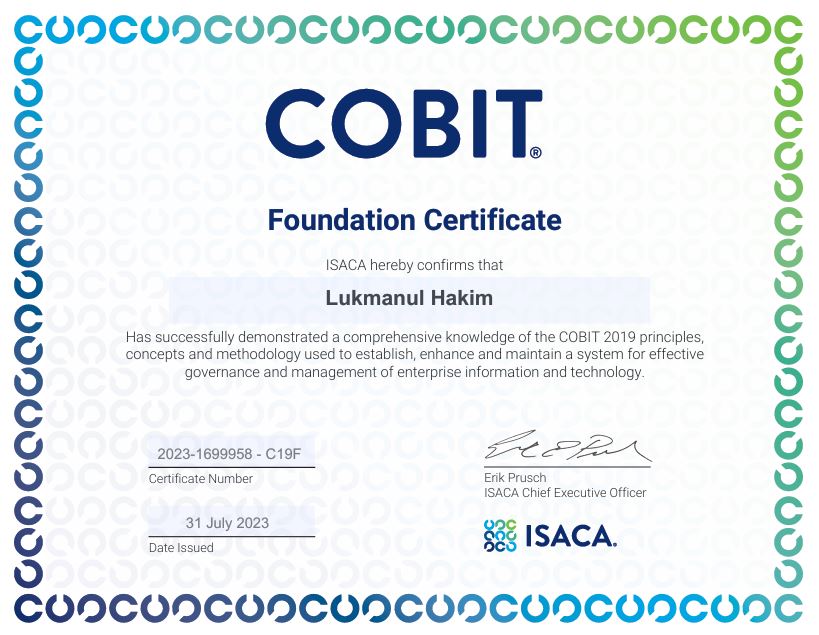 COBIT®
Foundation Certificate
ISACA hereby confirms that
Lukmanul Hakim
Has successfully demonstrated a comprehensive knowledge of the COBIT 2019 principles,
concepts and methodology used to establish, enhance and maintain a system for effective
governance and management of enterprise information and technology.
2023-1699958 - C19F
Certificate Number
31 July 2023
Date Issued
Erik Prusch
ISACA Chief Executive Officer
ISACA.